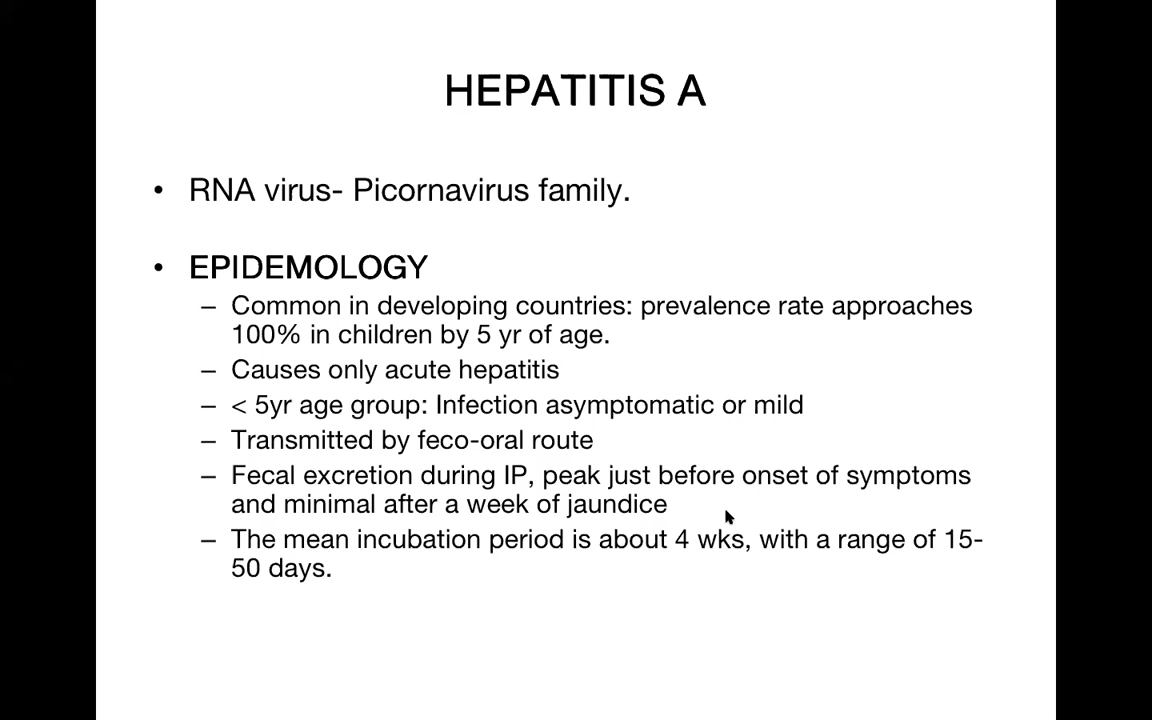 HEPATITIS A
• RNA virus- Picornavirus family.
• EPIDEMOLOGY
– Common in developing countries: prevalence rate approaches
100% in children by 5 yr of age.
– Causes only acute hepatitis
– < 5yr age group: Infection asymptomatic or mild
– Transmitted by feco-oral route
– Fecal excretion during IP, peak just before onset of symptoms
and minimal after a week of jaundice
– The mean incubation period is about 4 wks, with a range of 15-
50 days.